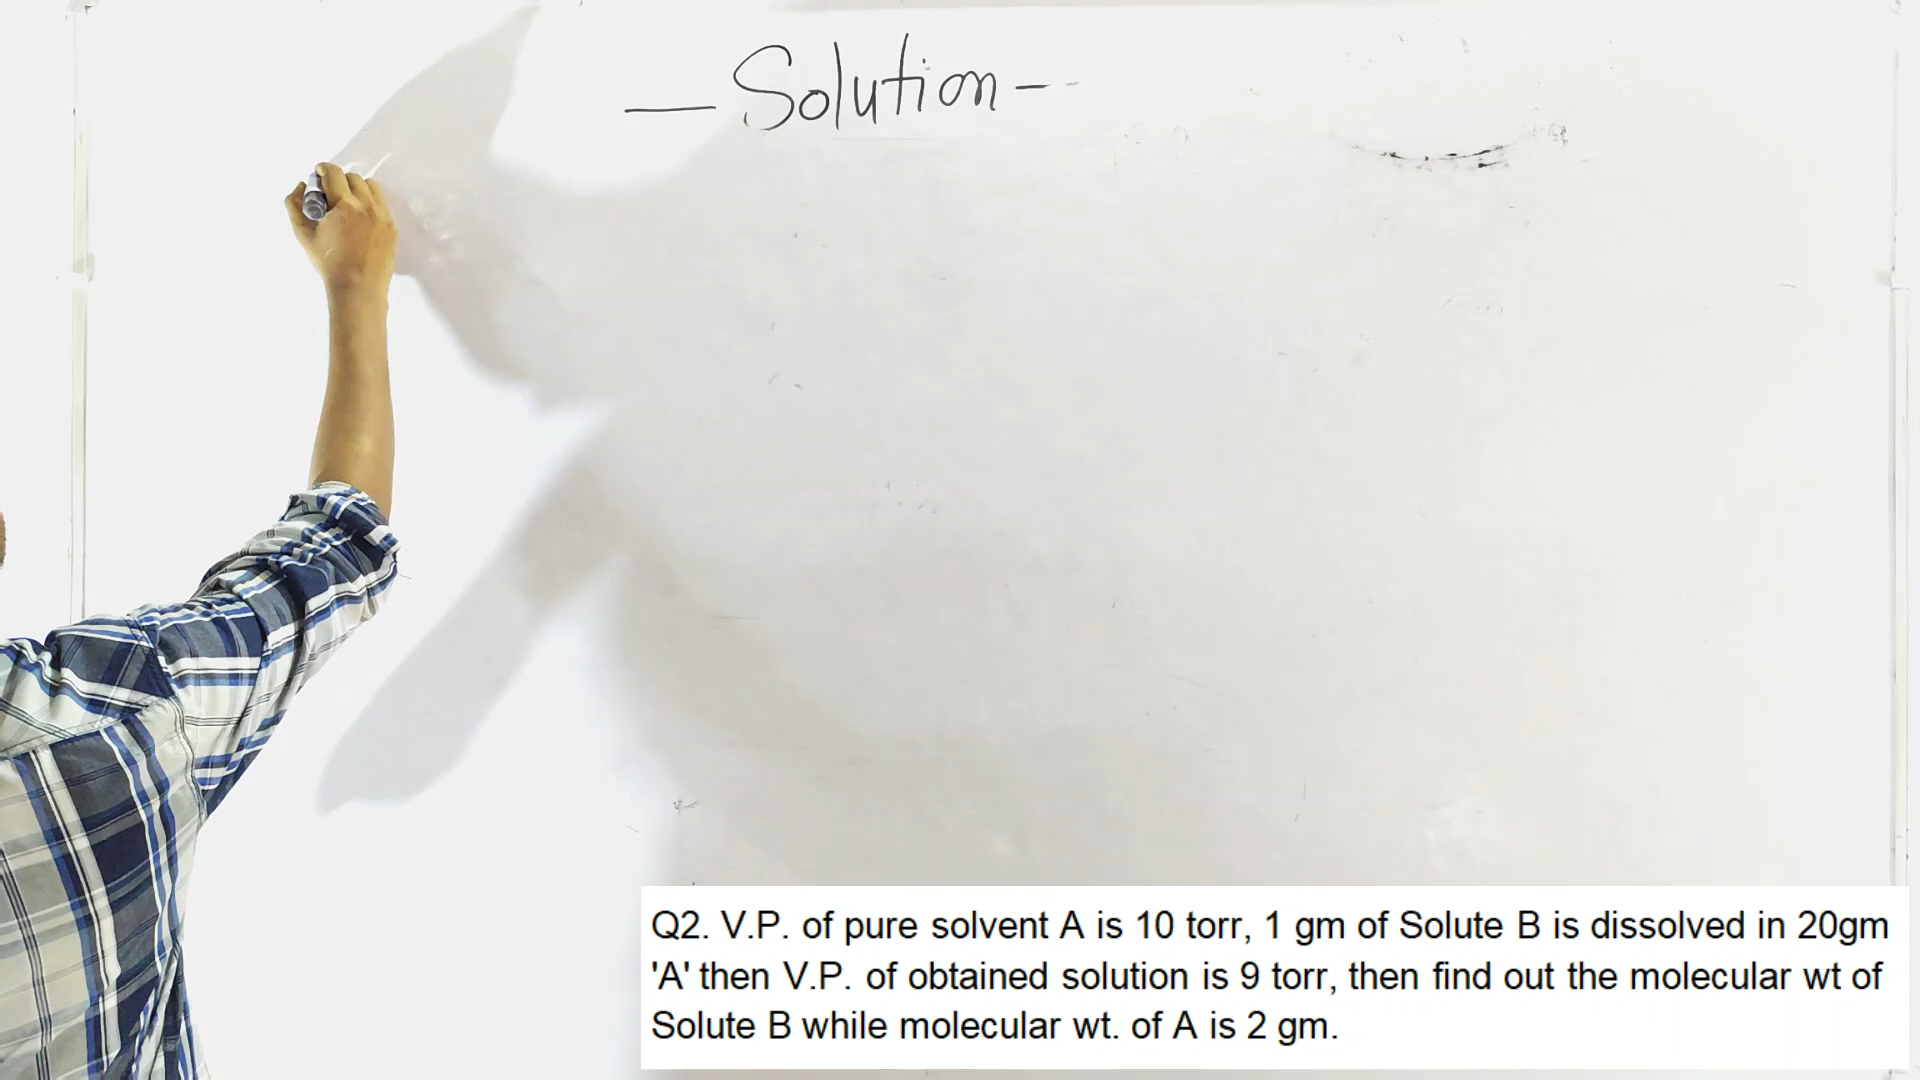 — Solution -
Q2. V.P. of pure solvent A is 10 torr, 1 gm of Solute B is dissolved in 20gm
'A' then V.P. of obtained solution is 9 torr, then find out the molecular wt of
Solute B while molecular wt. of A is 2 gm.